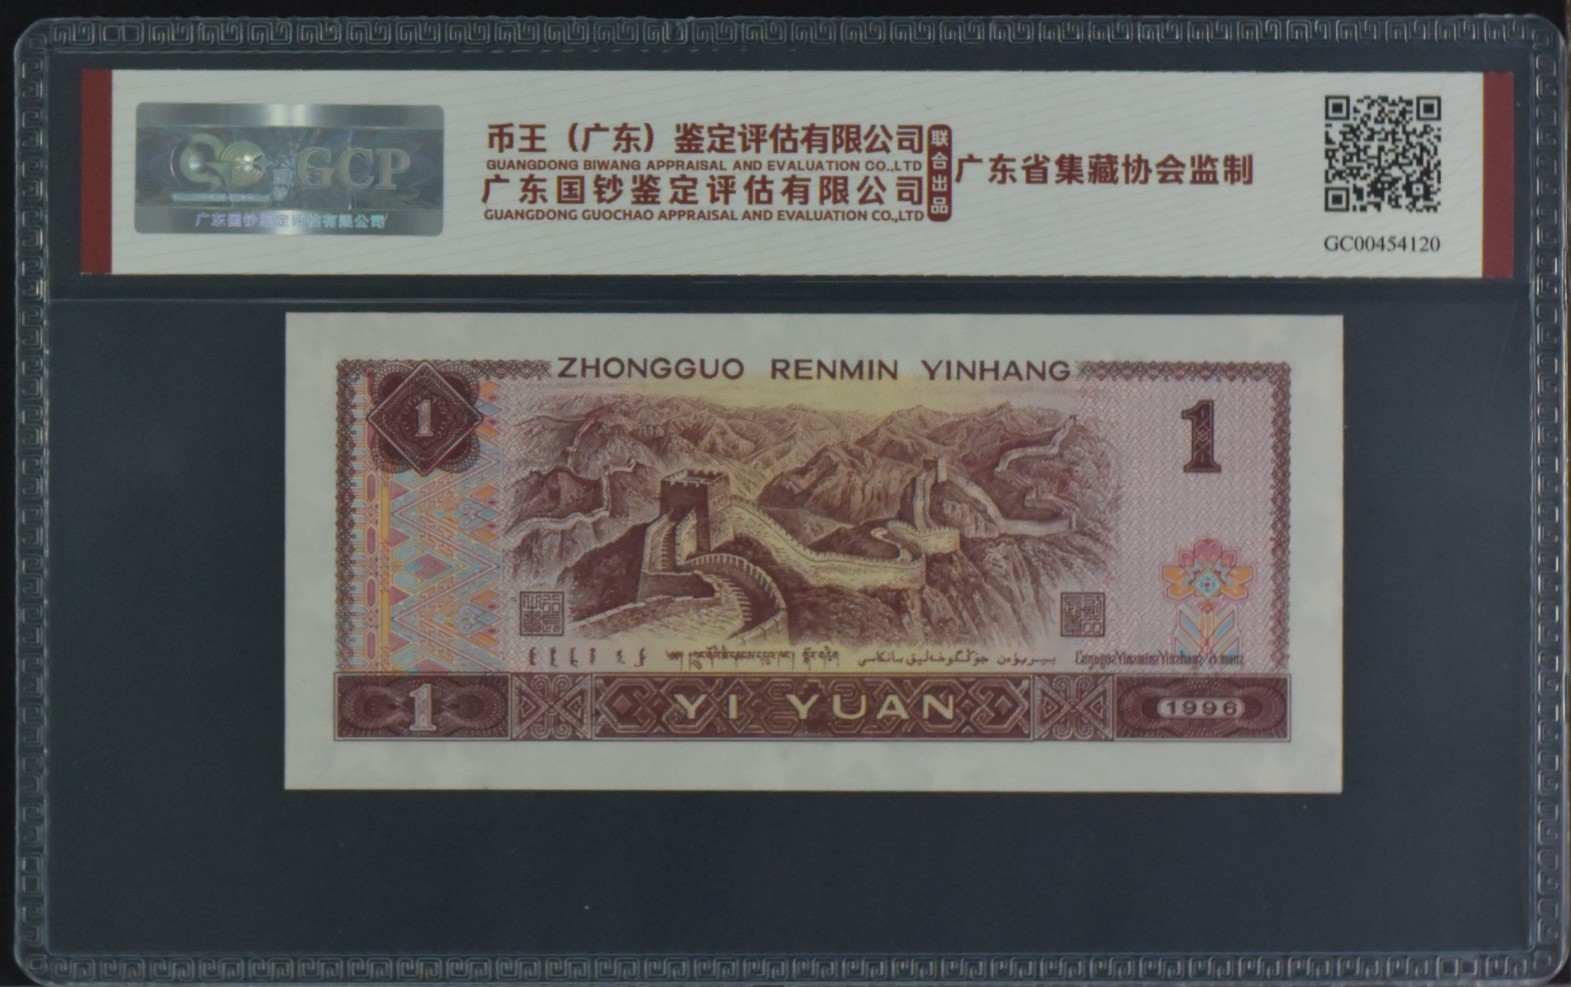 GCP
广东国钞鉴定评估有限公司
币王（广东）鉴定评估有限公司
GUANGDONG BIWANG APPRAISAL AND EVALUATION CO.,LTD
广东国钞鉴定评估有限公司
GUANGDONG GUOCHAO APPRAISAL AND EVALUATION CO.,LTD
联合出品
广东省集藏协会监制
GC00454120
ZHONGGUO RENMIN YINHANG
1
1
1
YI YUAN
1996